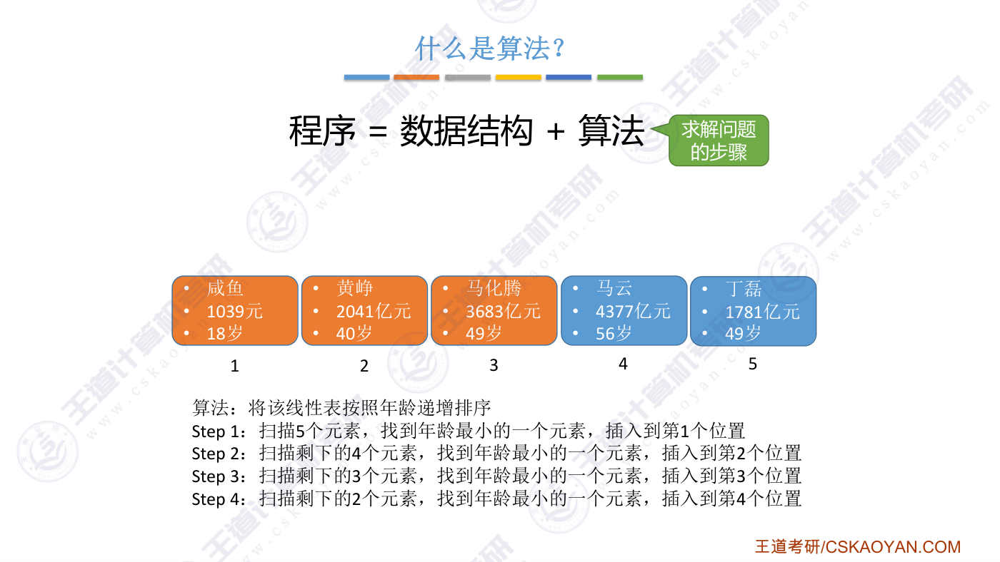 什么是算法？
程序 = 数据结构 + 算法
求解问题
的步骤
• 咸鱼
• 1039元
• 18岁
• 黄峥
• 2041亿元
• 40岁
• 马化腾
• 3683亿元
• 49岁
• 马云
• 4377亿元
• 56岁
• 丁磊
• 1781亿元
• 49岁
1
2
3
4
5
算法：将该线性表按照年龄递增排序
Step 1：扫描5个元素，找到年龄最小的一个元素，插入到第1个位置
Step 2：扫描剩下的4个元素，找到年龄最小的一个元素，插入到第2个位置
Step 3：扫描剩下的3个元素，找到年龄最小的一个元素，插入到第3个位置
Step 4：扫描剩下的2个元素，找到年龄最小的一个元素，插入到第4个位置
王道考研/CSKAOYAN.COM
王道计算机考研
www.cskaoyan.com